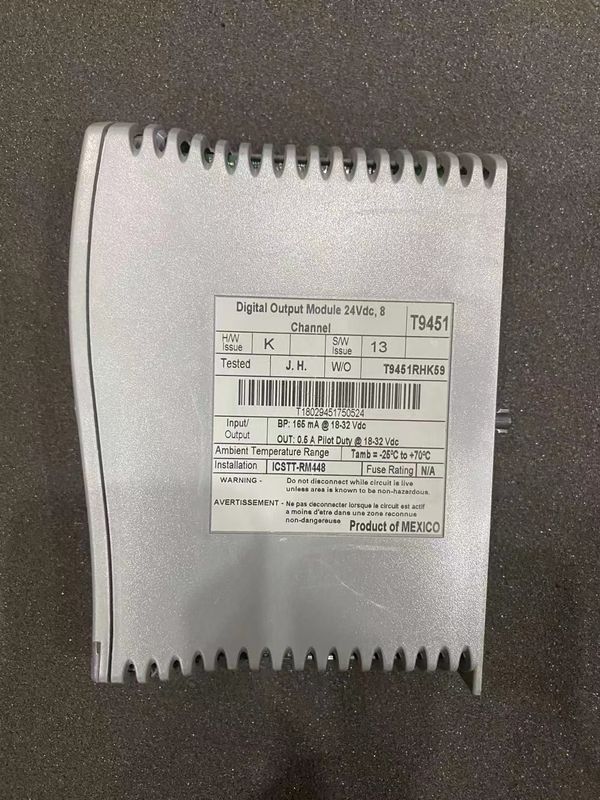 Digital Output Module 24Vdc, 8
Channel
T9451
H/W
Issue
K
S/W
Issue
13
Tested
J. H.
W/O
T9451RHK59
T18029451750524
Input/
Output
BP: 165 mA @ 18-32 Vdc
OUT: 0.5 A Pilot Duty @ 18-32 Vdc
Ambient Temperature Range
Tamb = -25ºC to +70ºC
Installation
ICSTT-RM448
Fuse Rating
N/A
WARNING - Do not disconnect while circuit is live
unless area is known to be non-hazardous.
AVERTISSEMENT - Ne pas deconnecter lorsque le circuit est actif
a moins d'etre dans une zone reconnue
non-dangereuse
Product of MEXICO